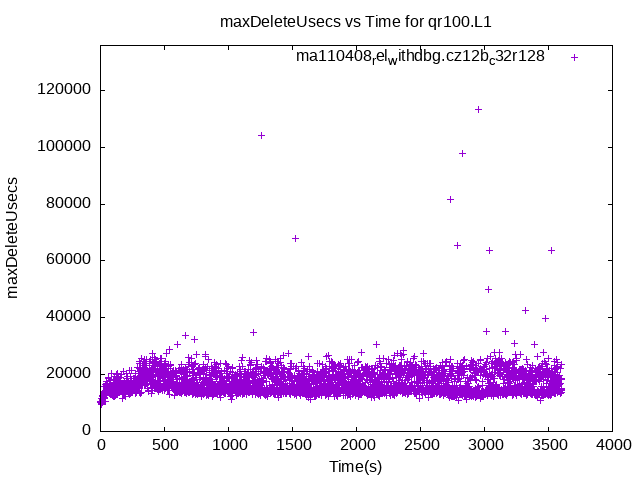 maxDeleteUsecs vs Time for qr100.L1
ma110408relwithdbg.cz12bc32r128
120000
100000
80000
60000
40000
20000
0
maxDeleteUsecs
0 500 1000 1500 2000 2500 3000 3500 4000
Time(s)